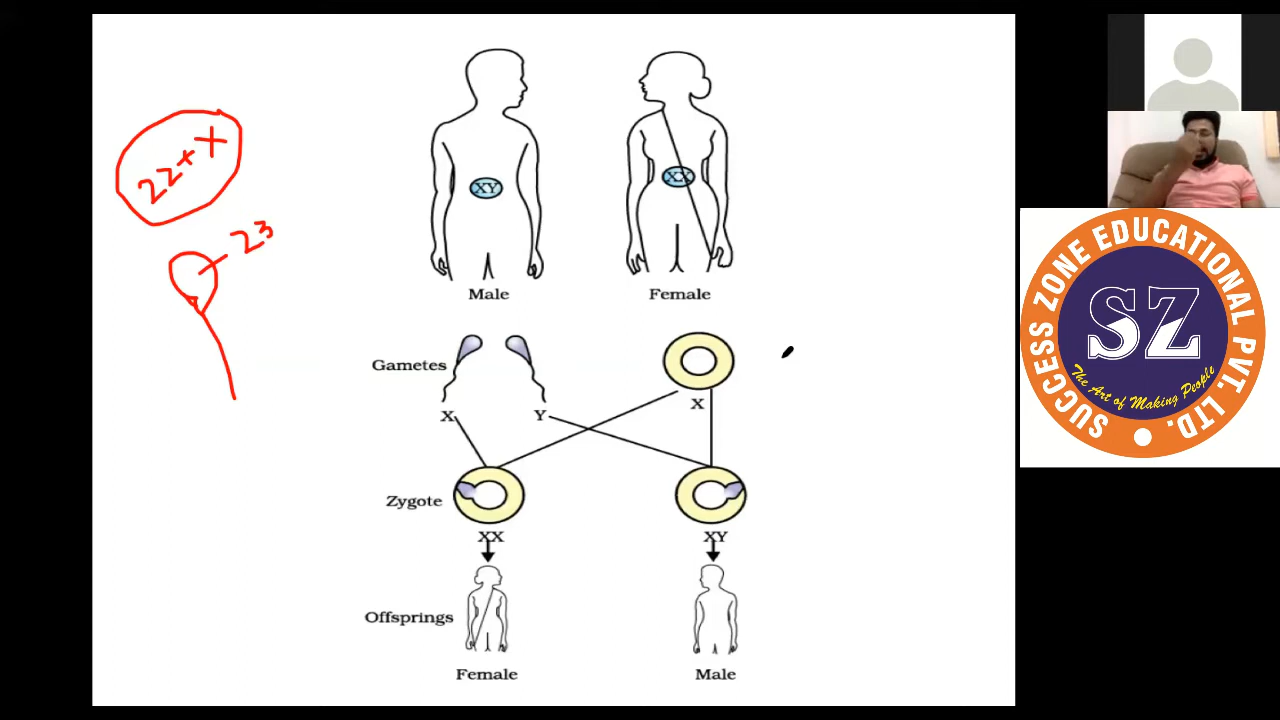 22+X
23
XY
XX
Male
Female
Gametes
X
Y
X
Zygote
XX
XY
Offsprings
Female
Male
SUCCESS ZONE EDUCATIONAL PVT. LTD.
SZ
The Art of Making People